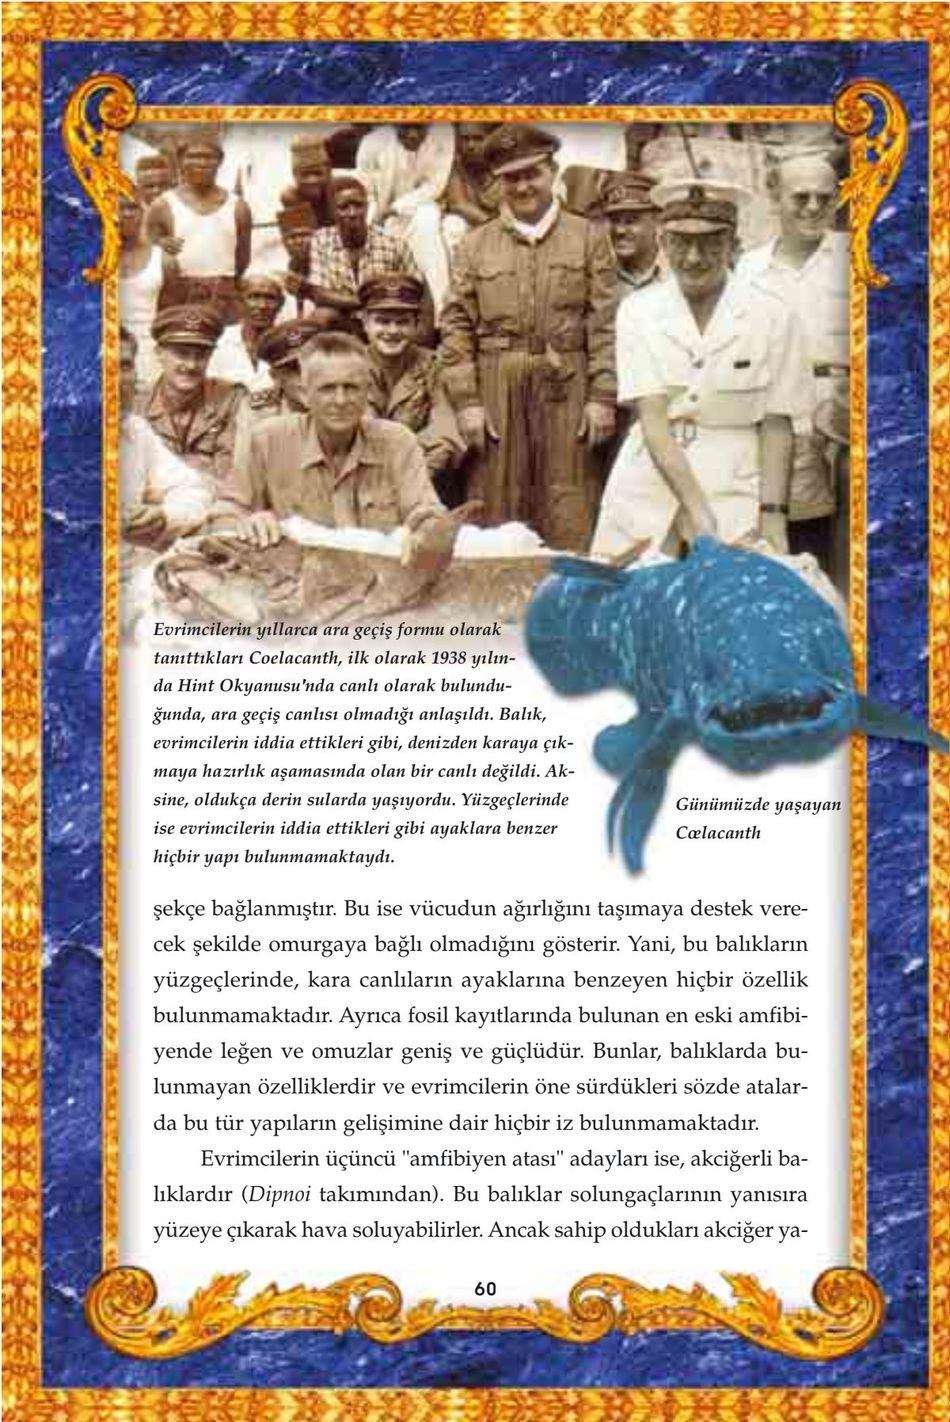 Evrimcilerin yıllarca ara geçiş formu olarak
tanıttıkları Coelacanth, ilk olarak 1938 yılın-
da Hint Okyanusu'nda canlı olarak bulundu-
ğunda, ara geçiş canlısı olmadığı anlaşıldı. Balık,
evrimcilerin iddia ettikleri gibi, denizden karaya çık-
maya hazırlık aşamasında olan bir canlı değildi. Ak-
sine, oldukça derin sularda yaşıyordu. Yüzgeçlerinde
ise evrimcilerin iddia ettikleri gibi ayaklara benzer
hiçbir yapı bulunmamaktaydı.
Günümüzde yaşayan
Cœlacanth
şekçe bağlanmıştır. Bu ise vücudun ağırlığını taşımaya destek vere-
cek şekilde omurgaya bağlı olmadığını gösterir. Yani, bu balıkların
yüzgeçlerinde, kara canlıların ayaklarına benzeyen hiçbir özellik
bulunmamaktadır. Ayrıca fosil kayıtlarında bulunan en eski amfibi-
yende leğen ve omuzlar geniş ve güçlüdür. Bunlar, balıklarda bu-
lunmayan özelliklerdir ve evrimcilerin öne sürdükleri sözde atalar-
da bu tür yapıların gelişimine dair hiçbir iz bulunmamaktadır.
Evrimcilerin üçüncü "amfibiyen atası" adayları ise, akciğerli ba-
lıklardır (Dipnoi takımından). Bu balıklar solungaçlarının yanısıra
yüzeye çıkarak hava soluyabilirler. Ancak sahip oldukları akciğer ya-
60